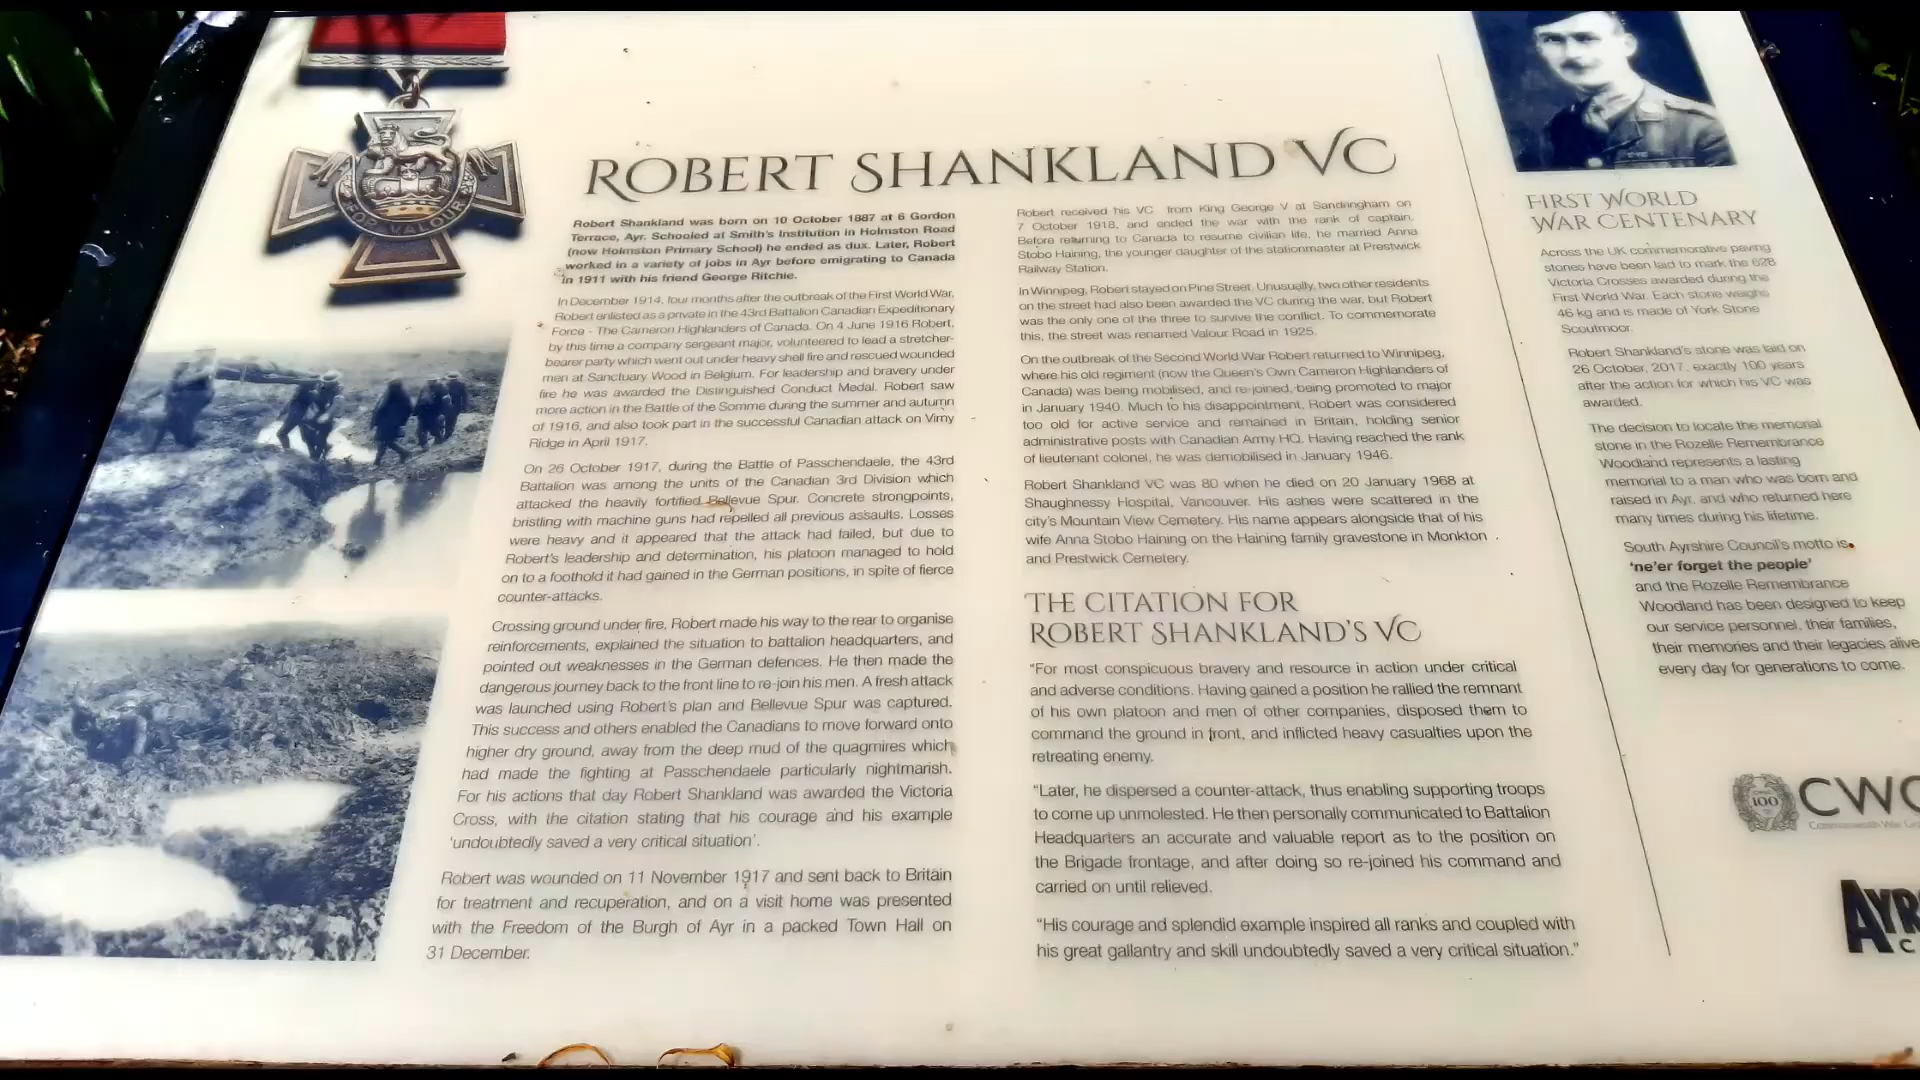 FOR VALOUR
ROBERT SHANKLAND VC
Robert Shankland was born on 10 October 1887 at 6 Gordon
Terrace, Ayr. Schooled at Smith's Institution in Holmston Road
(now Holmston Primary School) he ended as dux. Later, Robert
worked in a variety of jobs in Ayr before emigrating to Canada
in 1911 with his friend George Ritchie.
In December 1914, four months after the outbreak of the First World War,
Robert enlisted as a private in the 43rd Battalion Canadian Expeditionary
Force - The Cameron Highlanders of Canada. On 4 June 1916 Robert,
by this time a company sergeant major, volunteered to lead a stretcher-
bearer party which went out under heavy shell fire and rescued wounded
men at Sanctuary Wood in Belgium. For leadership and bravery under
fire he was awarded the Distinguished Conduct Medal. Robert saw
more action in the Battle of the Somme during the summer and autumn
of 1916, and also took part in the successful Canadian attack on Vimy
Ridge in April 1917.
On 26 October 1917, during the Battle of Passchendaele, the 43rd
Battalion was among the units of the Canadian 3rd Division which
attacked the heavily fortified Bellevue Spur. Concrete strongpoints,
bristling with machine guns had repelled all previous assaults. Losses
were heavy and it appeared that the attack had failed, but due to
Robert's leadership and determination, his platoon managed to hold
on to a foothold it had gained in the German positions, in spite of fierce
counter-attacks.
Crossing ground under fire, Robert made his way to the rear to organise
reinforcements, explained the situation to battalion headquarters, and
pointed out weaknesses in the German defences. He then made the
dangerous journey back to the front line to re-join his men. A fresh attack
was launched using Robert's plan and Bellevue Spur was captured.
This success and others enabled the Canadians to move forward onto
higher dry ground, away from the deep mud of the quagmires which
had made the fighting at Passchendaele particularly nightmarish.
For his actions that day Robert Shankland was awarded the Victoria
Cross, with the citation stating that his courage and his example
'undoubtedly saved a very critical situation'.
Robert was wounded on 11 November 1917 and sent back to Britain
for treatment and recuperation, and on a visit home was presented
with the Freedom of the Burgh of Ayr in a packed Town Hall on
31 December.
Robert received his VC from King George V at Sandringham on
7 October 1918, and ended the war with the rank of captain.
Before returning to Canada to resume civilian life, he married Anna
Stobo Haining, the younger daughter of the stationmaster at Prestwick
Railway Station.
In Winnipeg, Robert stayed on Pine Street. Unusually, two other residents
on the street had also been awarded the VC during the war, but Robert
was the only one of the three to survive the conflict. To commemorate
this, the street was renamed Valour Road in 1925.
On the outbreak of the Second World War Robert returned to Winnipeg,
where his old regiment (now the Queen's Own Cameron Highlanders of
Canada) was being mobilised, and re-joined, being promoted to major
in January 1940. Much to his disappointment, Robert was considered
too old for active service and remained in Britain, holding senior
administrative posts with Canadian Army HQ. Having reached the rank
of lieutenant colonel, he was demobilised in January 1946.
Robert Shankland VC was 80 when he died on 20 January 1968 at
Shaughnessy Hospital, Vancouver. His ashes were scattered in the
city's Mountain View Cemetery. His name appears alongside that of his
wife Anna Stobo Haining on the Haining family gravestone in Monkton
and Prestwick Cemetery.
THE CITATION FOR
ROBERT SHANKLAND'S VC
"For most conspicuous bravery and resource in action under critical
and adverse conditions. Having gained a position he rallied the remnant
of his own platoon and men of other companies, disposed them to
command the ground in front, and inflicted heavy casualties upon the
retreating enemy.
"Later, he dispersed a counter-attack, thus enabling supporting troops
to come up unmolested. He then personally communicated to Battalion
Headquarters an accurate and valuable report as to the position on
the Brigade frontage, and after doing so re-joined his command and
carried on until relieved.
"His courage and splendid example inspired all ranks and coupled with
his great gallantry and skill undoubtedly saved a very critical situation."
FIRST WORLD
WAR CENTENARY
Across the UK commemorative paving
stones have been laid to mark the 628
Victoria Crosses awarded during the
First World War. Each stone weighs
46 kg and is made of York Stone
Scoutmoor.
Robert Shankland's stone was laid on
26 October, 2017, exactly 100 years
after the action for which his VC was
awarded.
The decision to locate the memorial
stone in the Rozelle Remembrance
Woodland represents a lasting
memorial to a man who was born and
raised in Ayr, and who returned here
many times during his lifetime.
South Ayrshire Council's motto is
'ne'er forget the people'
and the Rozelle Remembrance
Woodland has been designed to keep
our service personnel, their families,
their memories and their legacies alive
every day for generations to come.
100
CWG
Commonwealth War
AYR
C